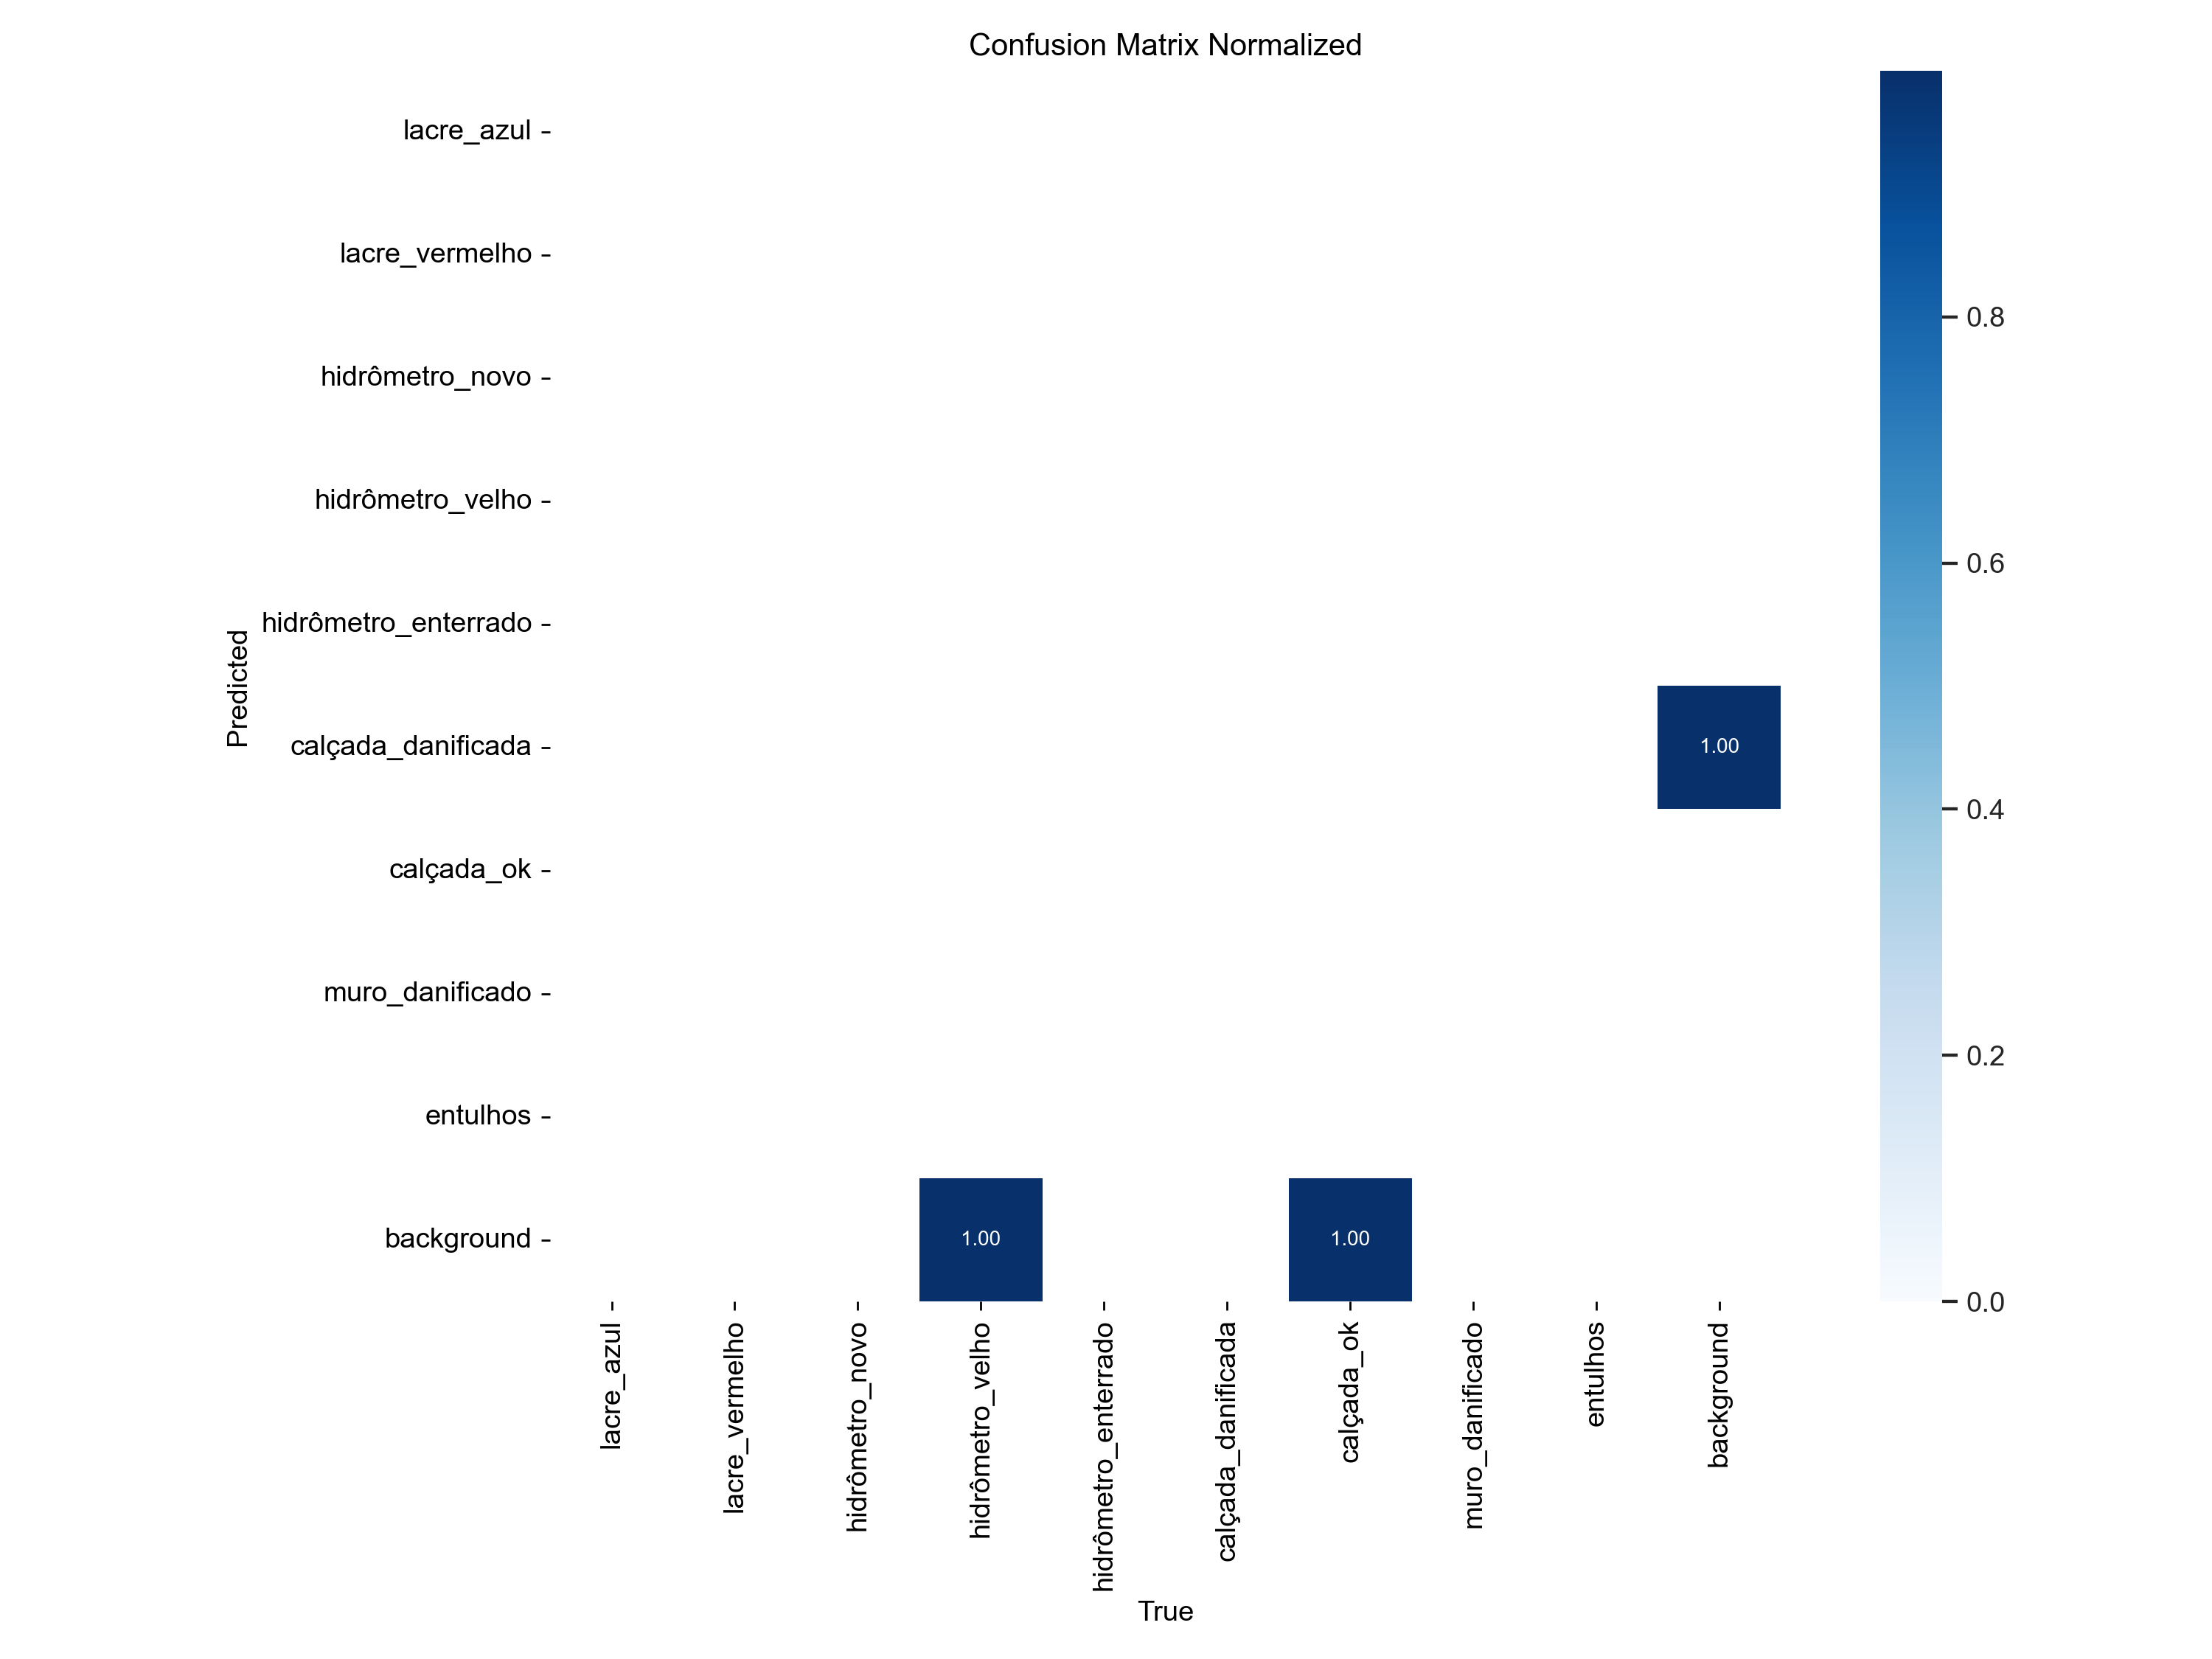 Confusion Matrix Normalized
lacre_azul
lacre_vermelho
hidrômetro_novo
hidrômetro_velho
hidrômetro_enterrado
calçada_danificada
calçada_ok
muro_danificado
entulhos
background
Predicted
1.00
1.00
1.00
lacre_azul
lacre_vermelho
hidrômetro_novo
hidrômetro_velho
hidrômetro_enterrado
calçada_danificada
calçada_ok
muro_danificado
entulhos
background
True
0.8
0.6
0.4
0.2
0.0